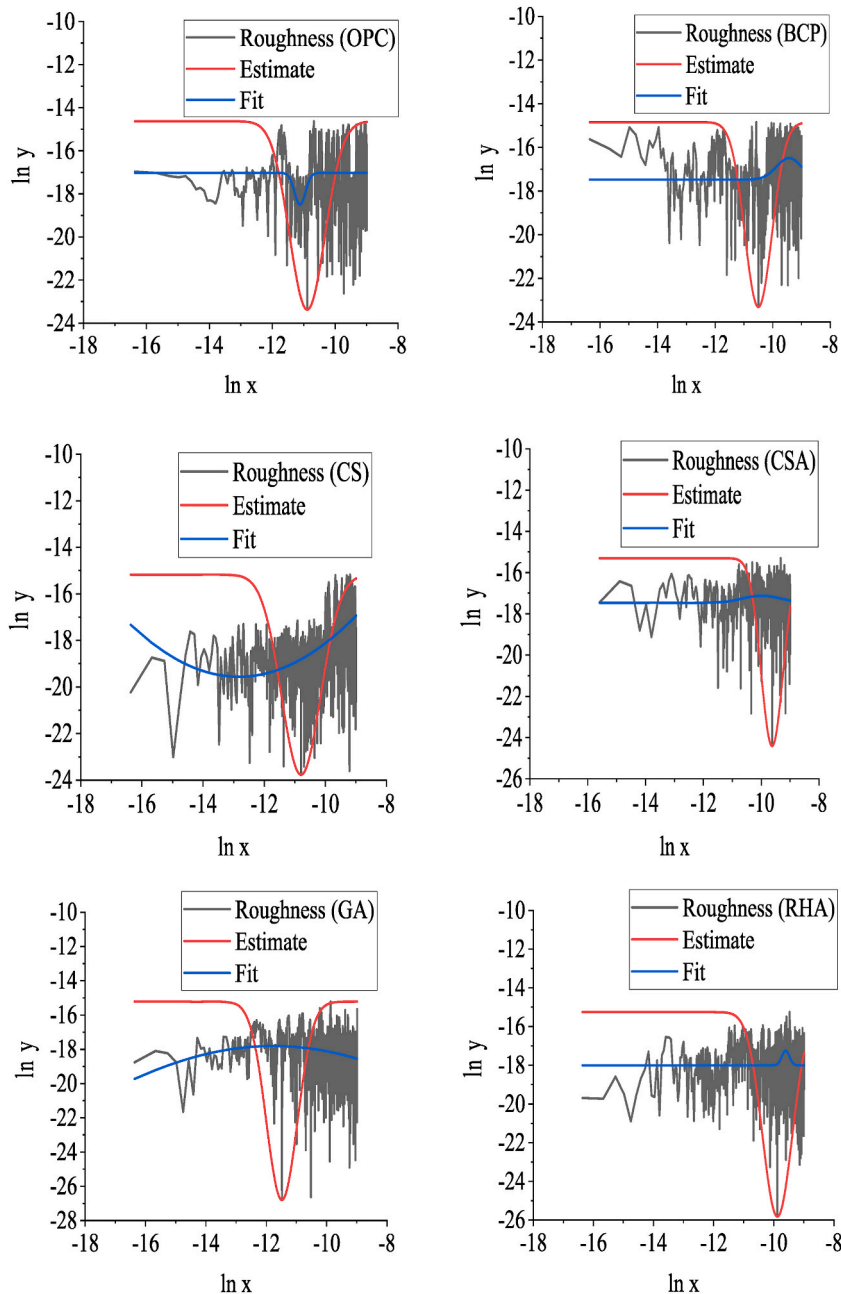 -10
Roughness (OPC)
-12
Estimate
-14
Fit
-16
ln y
-18
-20
-22
-24
-18 -16 -14 -12 -10 -8
ln x
-10
Roughness (BCP)
-12
Estimate
-14
Fit
-16
ln y
-18
-20
-22
-24
-18 -16 -14 -12 -10 -8
ln x
-10
Roughness (CS)
-12
Estimate
-14
Fit
-16
ln y
-18
-20
-22
-24
-18 -16 -14 -12 -10 -8
ln x
-10
Roughness (CSA)
-12
Estimate
-14
Fit
-16
ln y
-18
-20
-22
-24
-26
-18 -16 -14 -12 -10 -8
ln x
-10
Roughness (GA)
-12
Estimate
-14
Fit
-16
-18
ln y
-20
-22
-24
-26
-28
-18 -16 -14 -12 -10 -8
ln x
-10
Roughness (RHA)
-12
Estimate
-14
Fit
-16
ln y
-18
-20
-22
-24
-26
-18 -16 -14 -12 -10 -8
ln x